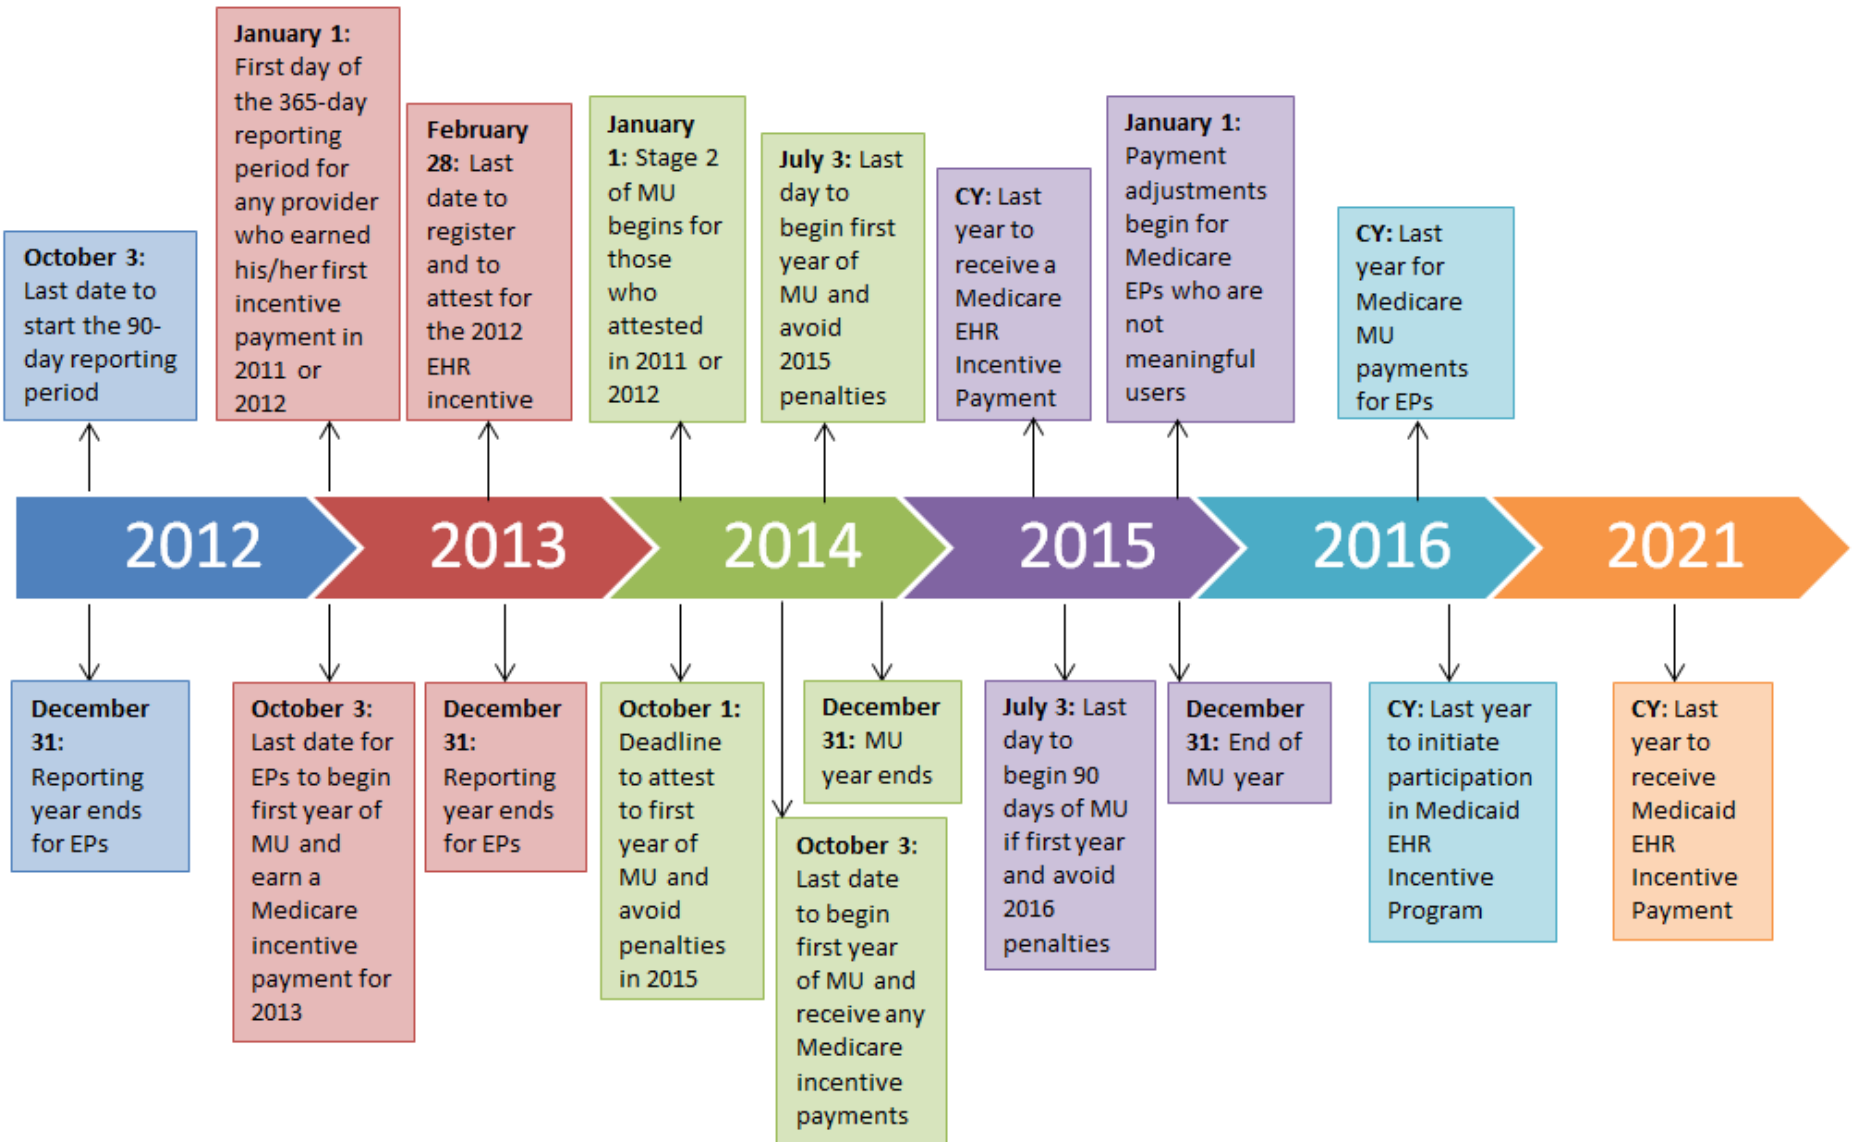 October 3:
Last date to
start the 90-
day reporting
period
January 1:
First day of
the 365-day
reporting
period for
any provider
who earned
his/her first
incentive
payment in
2011 or
2012
February
28: Last
date to
register
and to
attest for
the 2012
EHR
incentive
January
1: Stage 2
of MU
begins for
those
who
attested
in 2011 or
2012
July 3: Last
day to
begin first
year of
MU and
avoid
2015
penalties
CY: Last
year to
receive a
Medicare
EHR
Incentive
Payment
January 1:
Payment
adjustments
begin for
Medicare
EPs who are
not
meaningful
users
CY: Last
year for
Medicare
MU
payments
for EPs
2012
2013
2014
2015
2016
2021
December
31:
Reporting
year ends
for EPs
October 3:
Last date for
EPs to begin
first year of
MU and
earn a
Medicare
incentive
payment for
2013
December
31:
Reporting
year ends
for EPs
October 1:
Deadline
to attest
to first
year of
MU and
avoid
penalties
in 2015
October 3:
Last date
to begin
first year
of MU and
receive any
Medicare
incentive
payments
December
31: MU
year ends
July 3: Last
day to
begin 90
days of MU
if first year
and avoid
2016
penalties
December
31: End of
MU year
CY: Last year
to initiate
participation
in Medicaid
EHR
Incentive
Program
CY: Last
year to
receive
Medicaid
EHR
Incentive
Payment